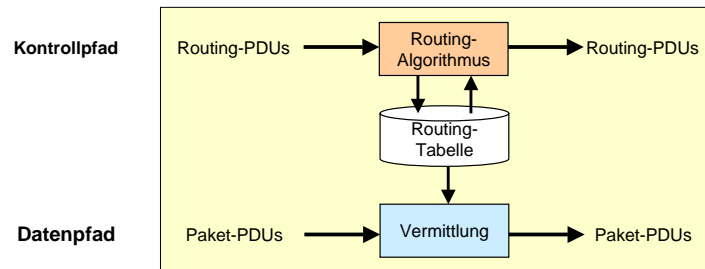 Kontrollpfad
Routing-PDUs
Routing-
Algorithmus
Routing-PDUs
Routing-
Tabelle
Datenpfad
Paket-PDUs
Vermittlung
Paket-PDUs